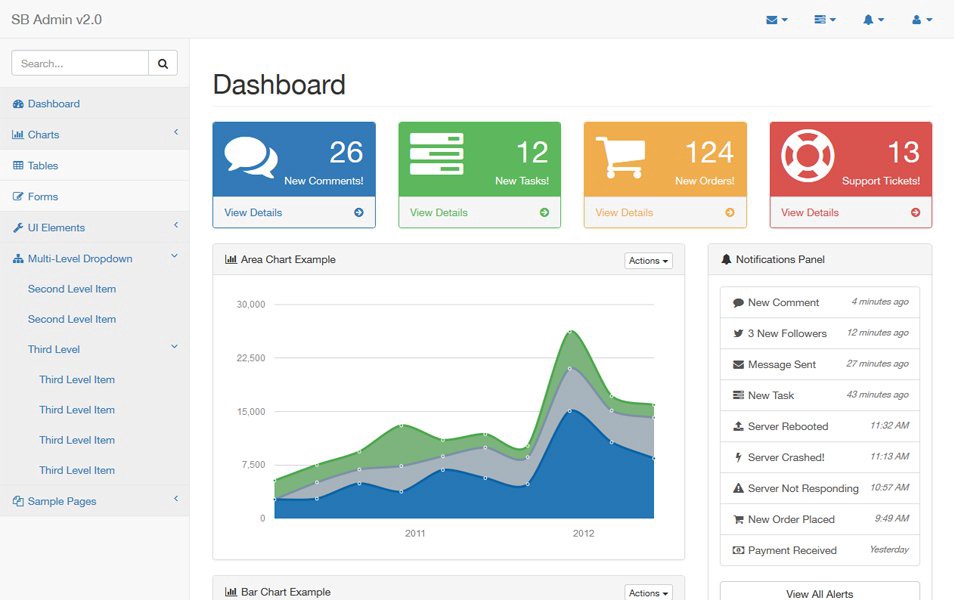 SB Admin v2.0
Search...
Dashboard
Charts
Tables
Forms
UI Elements
Multi-Level Dropdown
Second Level Item
Second Level Item
Third Level
Third Level Item
Third Level Item
Third Level Item
Third Level Item
Sample Pages
Dashboard
26
New Comments!
View Details
12
New Tasks!
View Details
124
New Orders!
View Details
13
Support Tickets!
View Details
Area Chart Example
Actions
30,000
22,500
15,000
7,500
0
2011 2012
Bar Chart Example
Actions
Notifications Panel
New Comment 4 minutes ago
3 New Followers 12 minutes ago
Message Sent 27 minutes ago
New Task 43 minutes ago
Server Rebooted 11:32 AM
Server Crashed! 11:13 AM
Server Not Responding 10:57 AM
New Order Placed 9:49 AM
Payment Received Yesterday
View All Alerts